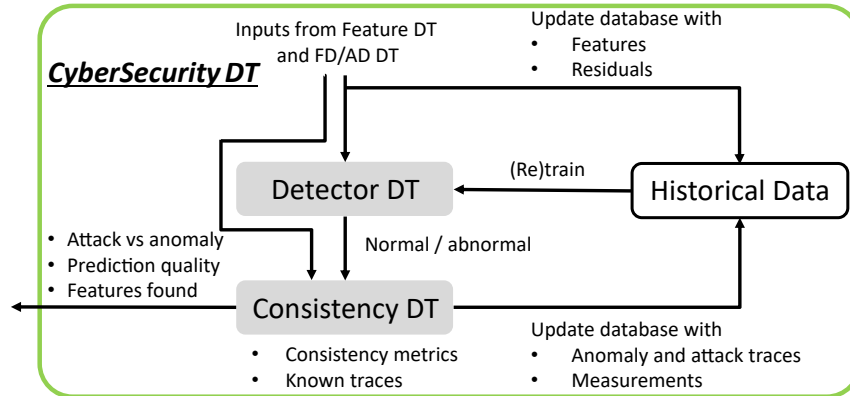 Inputs from Feature DT
and FD/AD DT
Update database with
• Features
• Residuals
CyberSecurity DT
(Re)train
Detector DT
Historical Data
• Attack vs anomaly
• Prediction quality
• Features found
Normal / abnormal
Consistency DT
• Consistency metrics
• Known traces
Update database with
• Anomaly and attack traces
• Measurements